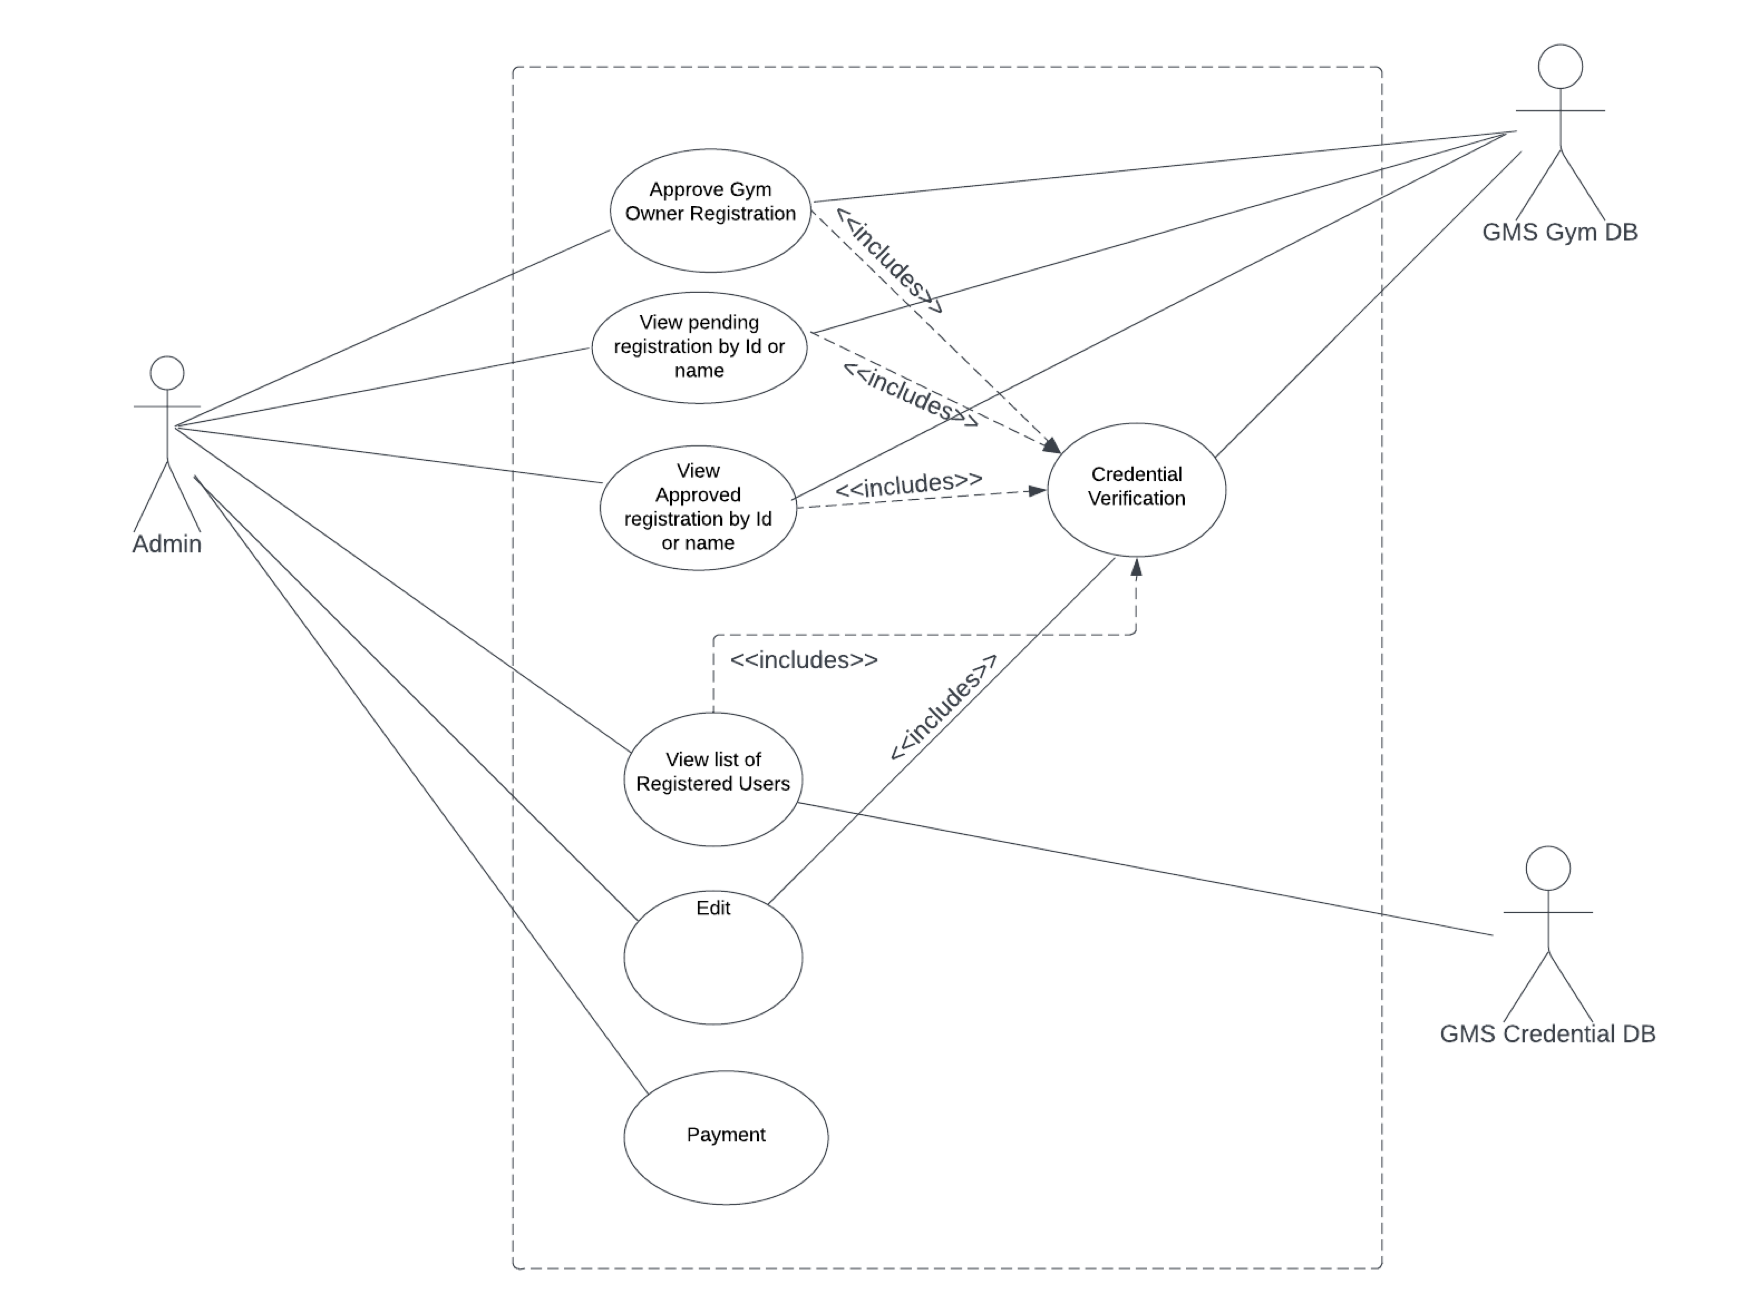 Approve Gym
Owner Registration
<<includes>>
GMS Gym DB
View pending
registration by Id or
name
<<includes>>
View
Approved
registration by Id
or name
<<includes>>
Credential
Verification
Admin
<<includes>>
<<includes>>
View list of
Registered Users
Edit
GMS Credential DB
Payment